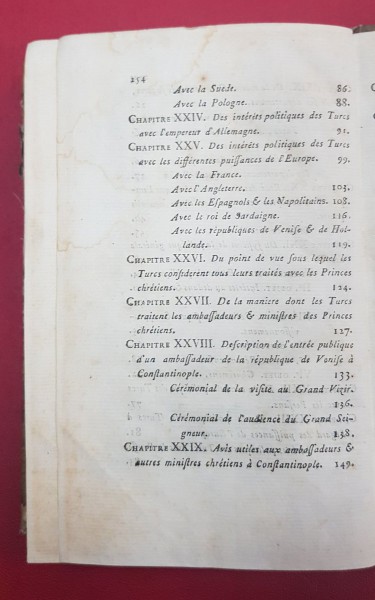 254
Avec la Suede. 86.
Avec la Pologne. 88.
CHAPITRE XXIV. Des intérêts politiques des Turcs
avec l'empereur d'Allemagne. 91.
CHAPITRE XXV. Des intérêts politiques des Turcs
avec les différentes puissances de l'Europe. 99.
Avec la France.
Avec l'Angleterre. 103.
Avec les Espagnols & les Napolitains. 108.
Avec le roi de Sardaigne. 116.
Avec les républiques de Venise & de Hol-
lande. 119.
CHAPITRE XXVI. Du point de vue sous lequel les
Turcs considerent tous leurs traités avec les Princes
chrétiens. 124.
CHAPITRE XXVII. De la maniere dont les Turcs
traitent les ambassadeurs & ministres des Princes
chrétiens. 127.
CHAPITRE XXVIII. Description de l'entrée publique
d'un ambassadeur de la république de Venise à
Constantinople. 133.
Cérémonial de la visite au Grand Vizir.
136.
Cérémonial de l'audience du Grand Sei-
gneur. 138.
CHAPITRE XXIX. Avis utiles aux ambassadeurs &
autres ministres chrétiens à Constantinople. 149.